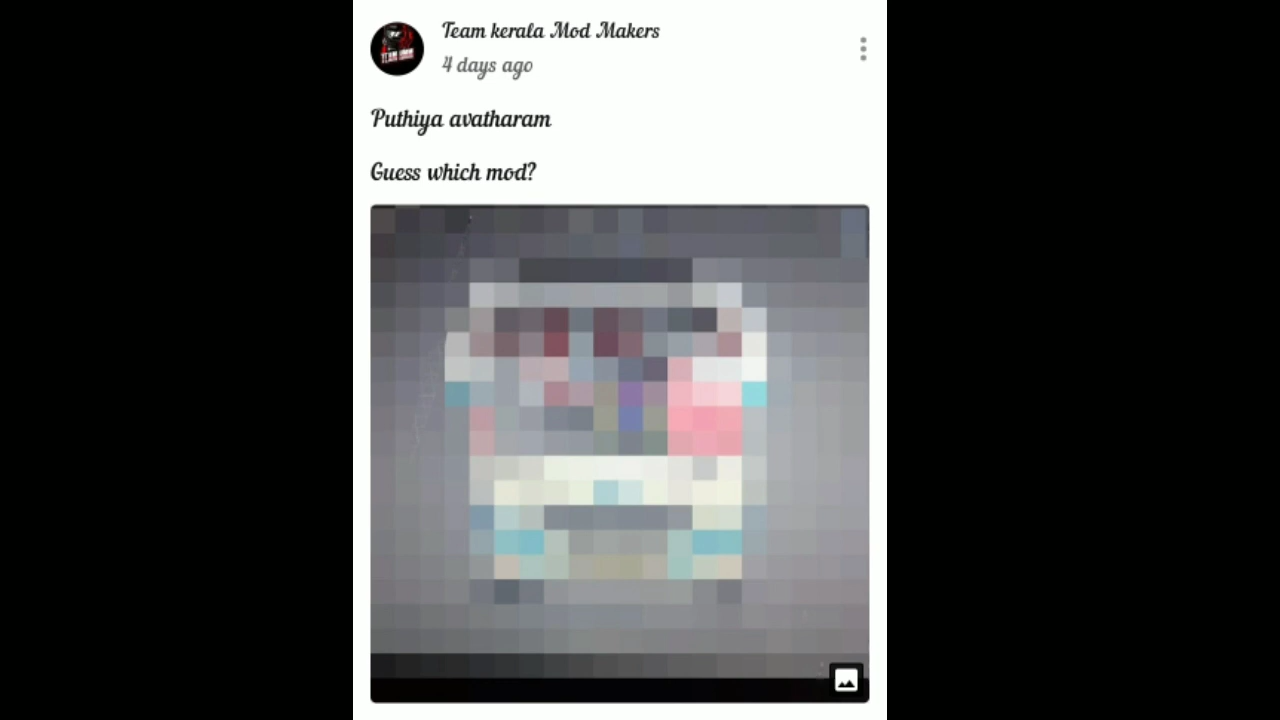 Team kerala Mod Makers
4 days ago
Puthiya avatharam
Guess which mod?